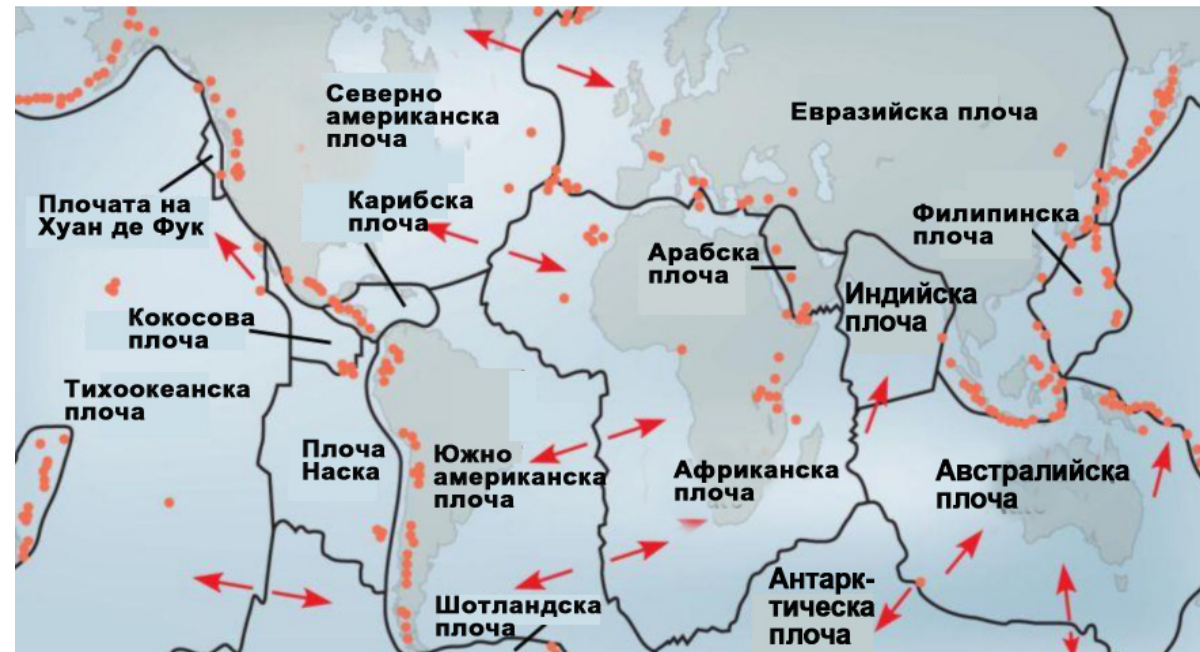 Северно
американска
плоча
Евразийска плоча
Плочата на
Хуан де Фук
Карибска
плоча
Филипинска
плоча
Арабска
плоча
Индийска
плоча
Кокосова
плоча
Тихоокеанска
плоча
Плоча
Наска
Южно
американска
плоча
Африканска
плоча
Австралийска
плоча
Антарк-
тическа
плоча
Шотландска
плоча